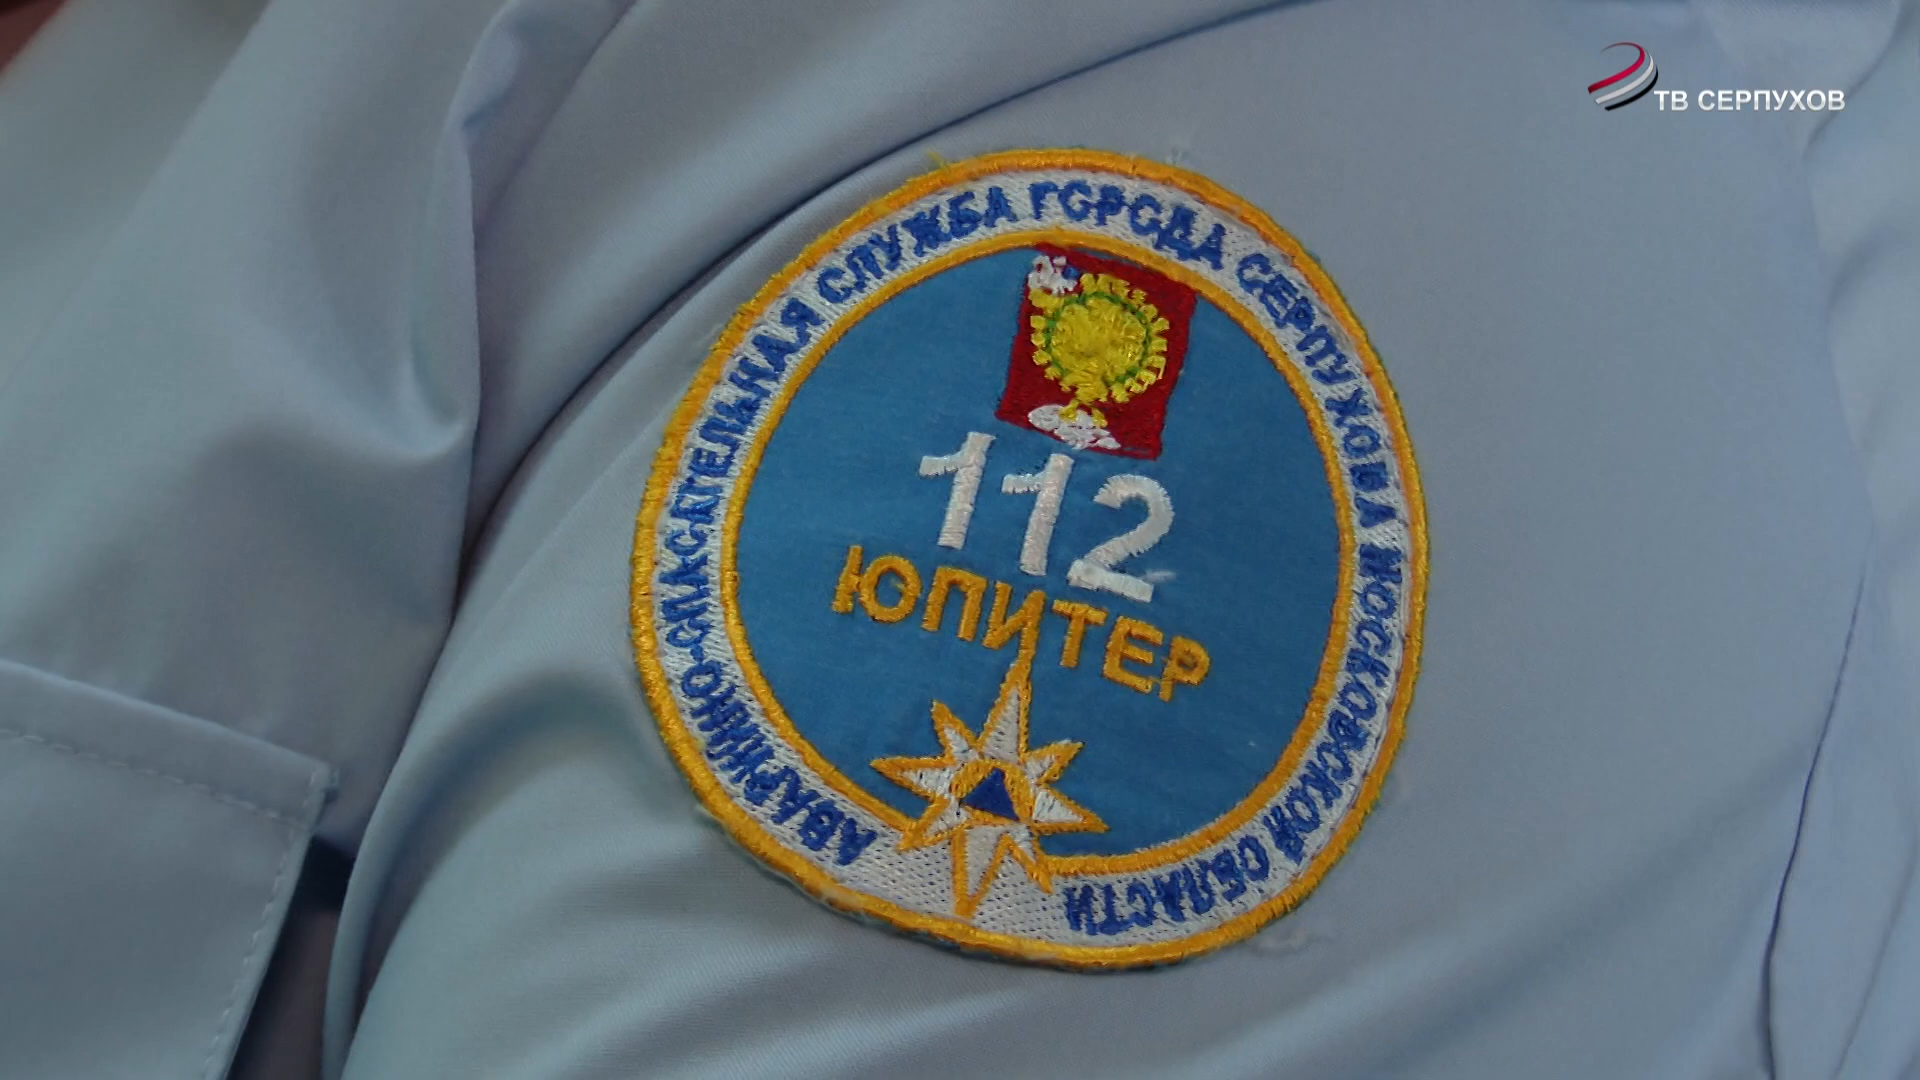 ТВ СЕРПУХОВ
АВАРИЙНО-СПАСАТЕЛЬНАЯ СЛУЖБА ГОРОДА СЕРПУХОВА МОСКОВСКОЙ ОБЛАСТИ
112
ЮПИТЕР